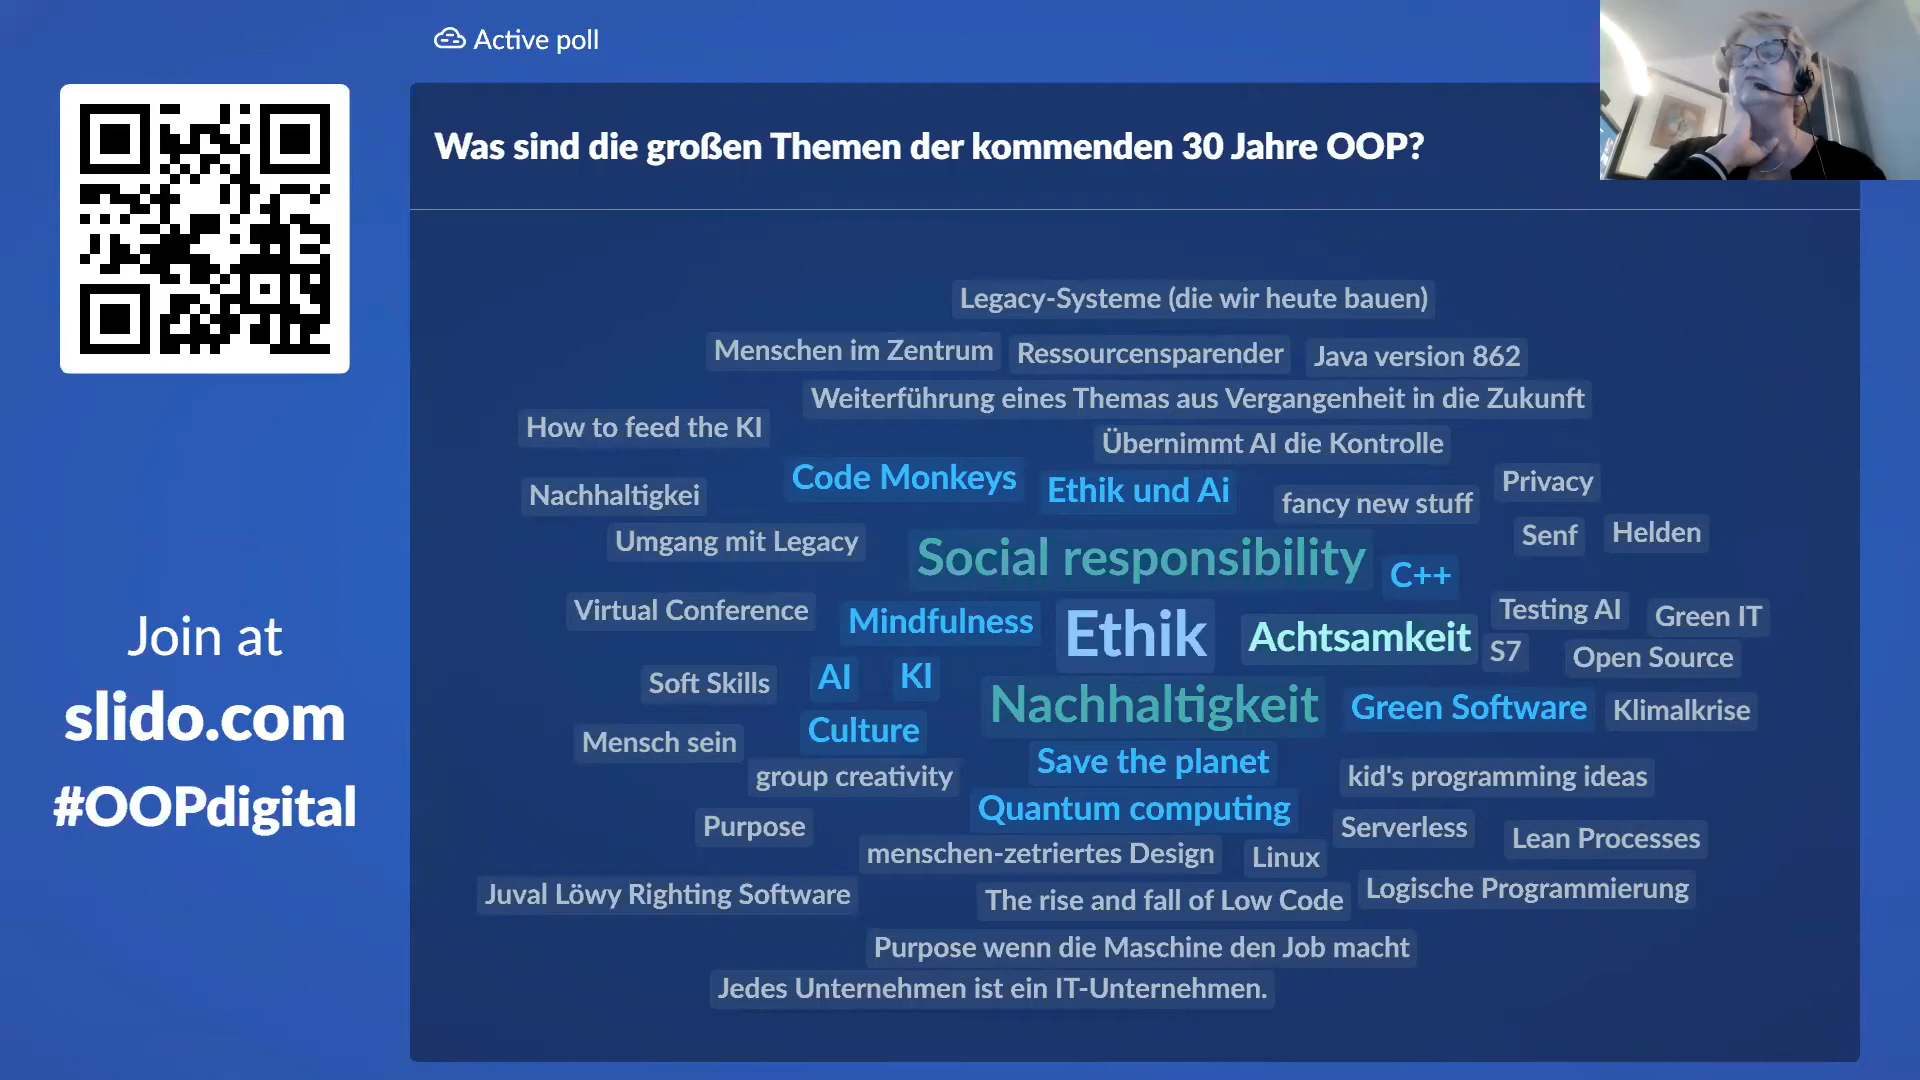 Active poll
Was sind die großen Themen der kommenden 30 Jahre OOP?
Join at
slido.com
#OOPdigital
Legacy-Systeme (die wir heute bauen)
Menschen im Zentrum
Ressourcensparender
Java version 862
Weiterführung eines Themas aus Vergangenheit in die Zukunft
How to feed the KI
Übernimmt AI die Kontrolle
Code Monkeys
Ethik und Ai
Privacy
Nachhaltigkei
fancy new stuff
Umgang mit Legacy
Social responsibility
Senf
Helden
C++
Virtual Conference
Mindfulness
Ethik
Achtsamkeit
Testing AI
Green IT
S7
Open Source
Soft Skills
AI
KI
Nachhaltigkeit
Green Software
Klimalkrise
Mensch sein
Culture
Save the planet
group creativity
kid's programming ideas
Quantum computing
Purpose
Serverless
Lean Processes
menschen-zetriertes Design
Linux
Juval Löwy Righting Software
The rise and fall of Low Code
Logische Programmierung
Purpose wenn die Maschine den Job macht
Jedes Unternehmen ist ein IT-Unternehmen.